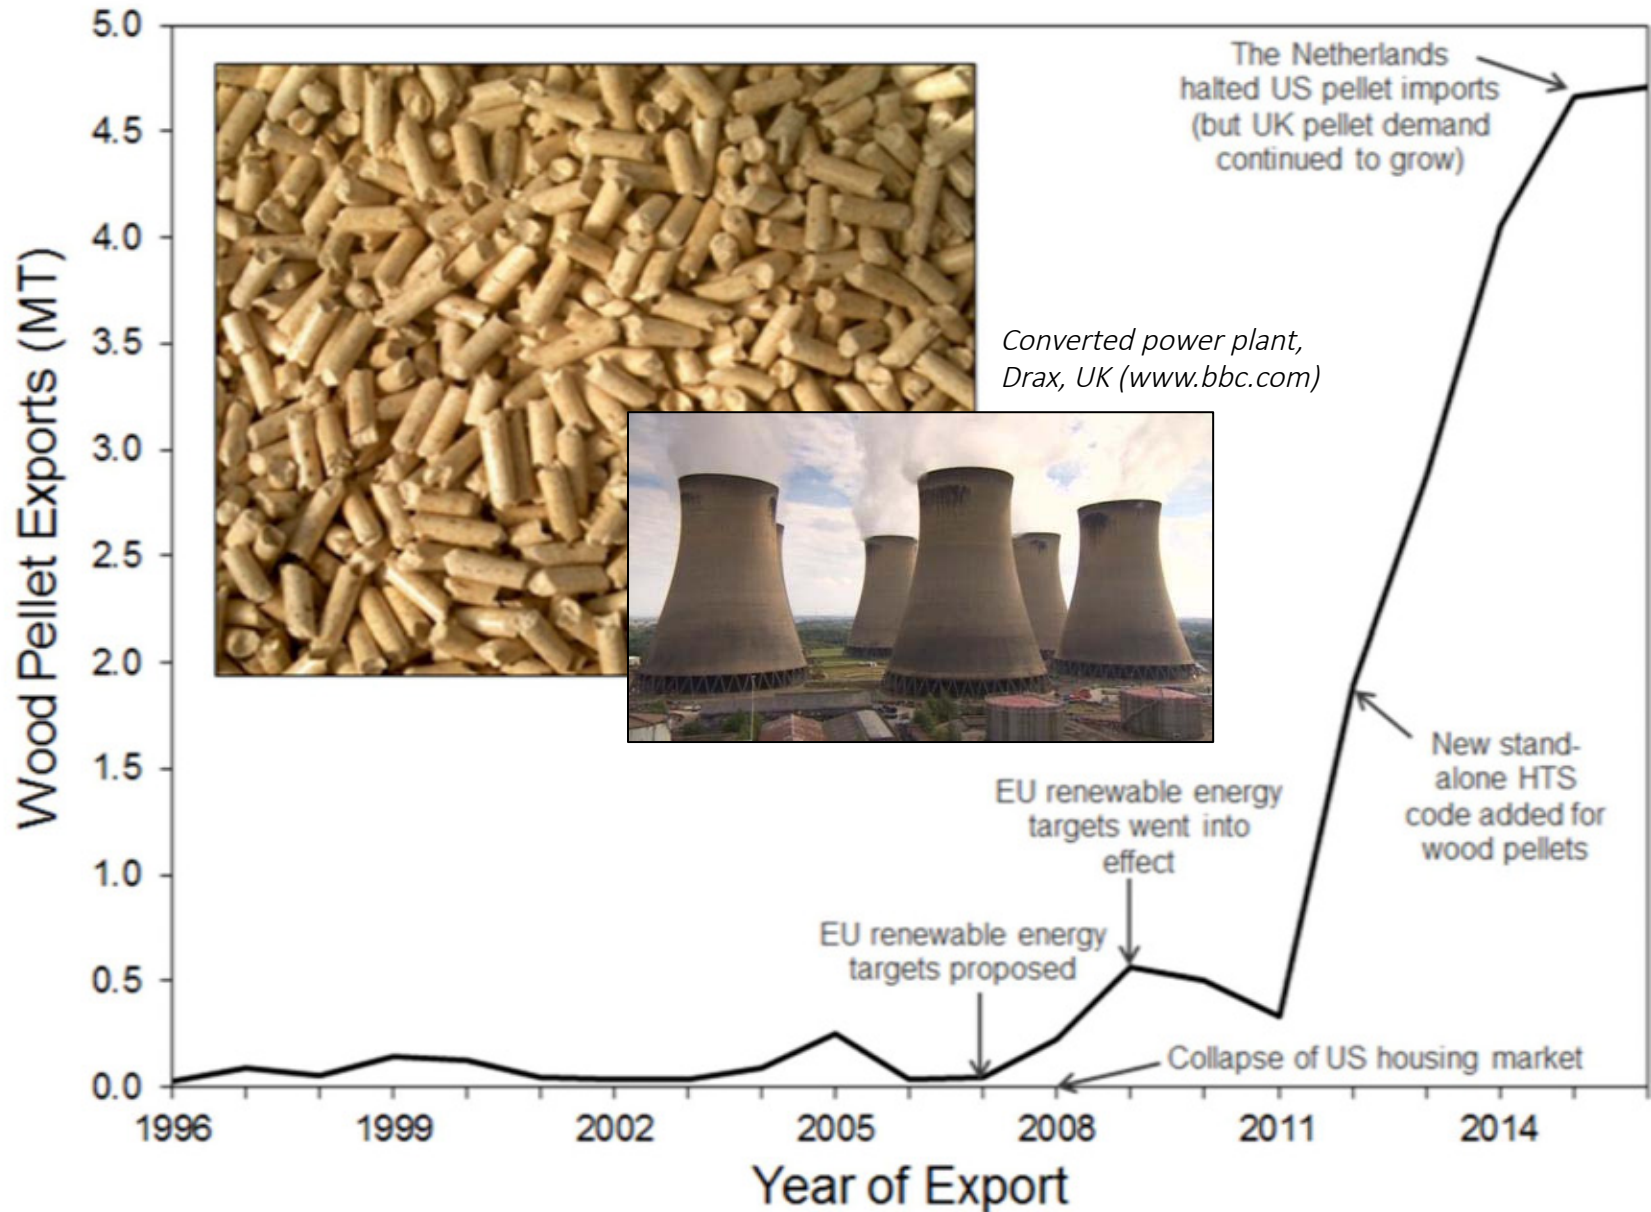 5.0
4.5
4.0
3.5
3.0
2.5
2.0
1.5
1.0
0.5
0.0
Wood Pellet Exports (MT)
The Netherlands
halted US pellet imports
(but UK pellet demand
continued to grow)
Converted power plant,
Drax, UK (www.bbc.com)
New stand-
alone HTS
code added for
wood pellets
EU renewable energy
targets went into
effect
EU renewable energy
targets proposed
Collapse of US housing market
1996 1999 2002 2005 2008 2011 2014
Year of Export